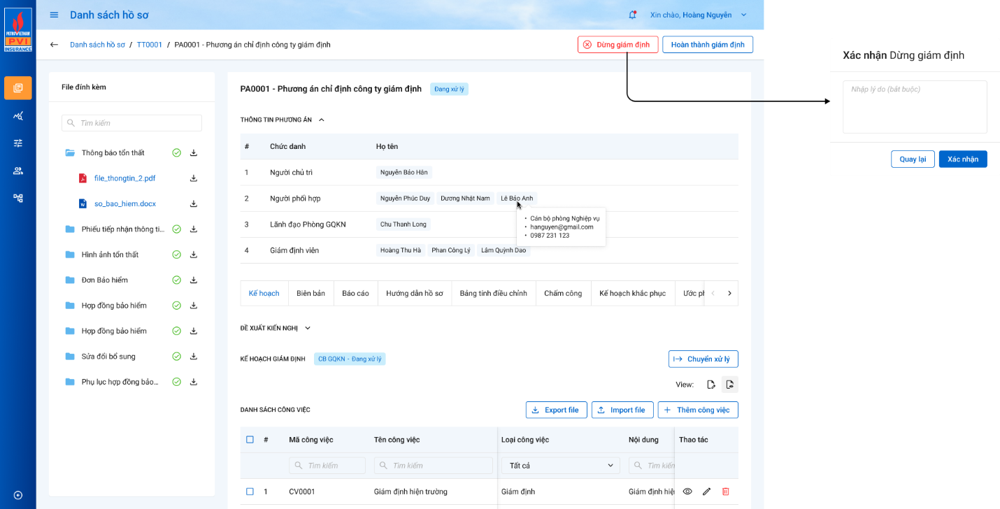 PETROVIETNAM
PVI
INSURANCE
Danh sách hồ sơ
Xin chào, Hoàng Nguyên
Danh sách hồ sơ / TT0001 / PA0001 - Phương án chỉ định công ty giám định
Dừng giám định
Hoàn thành giám định
File đính kèm
Tìm kiếm
Thông báo tổn thất
file_thongtin_2.pdf
so_bao_hiem.docx
Phiếu tiếp nhận thông ti...
Hình ảnh tổn thất
Đơn Bảo hiểm
Hợp đồng bảo hiểm
Hợp đồng bảo hiểm
Sửa đổi bổ sung
Phụ lục hợp đồng bảo...
PA0001 - Phương án chỉ định công ty giám định
Đang xử lý
THÔNG TIN PHƯƠNG ÁN
# Chức danh Họ tên
1 Người chủ trì Nguyễn Bảo Hân
2 Người phối hợp Nguyễn Phúc Duy Dương Nhật Nam Lê Bảo Anh
• Cán bộ phòng Nghiệp vụ
• hanguyen@gmail.com
• 0987 231 123
3 Lãnh đạo Phòng GQKN Chu Thanh Long
4 Giám định viên Hoàng Thu Hà Phan Công Lý Lâm Quỳnh Dao
Kế hoạch Biên bản Báo cáo Hướng dẫn hồ sơ Bảng tính điều chỉnh Chấm công Kế hoạch khắc phục Ước pl
ĐỀ XUẤT KIẾN NGHỊ
KẾ HOẠCH GIÁM ĐỊNH CB GQKN - Đang xử lý
Chuyển xử lý
View:
DANH SÁCH CÔNG VIỆC
Export file
Import file
Thêm công việc
# Mã công việc Tên công việc Loại công việc Nội dung Thao tác
Tìm kiếm Tìm kiếm Tất cả Tìm kiếm
1 CV0001 Giám định hiện trường Giám định Giám định hiệ
Xác nhận Dừng giám định
Nhập lý do (bắt buộc)
Quay lại
Xác nhận